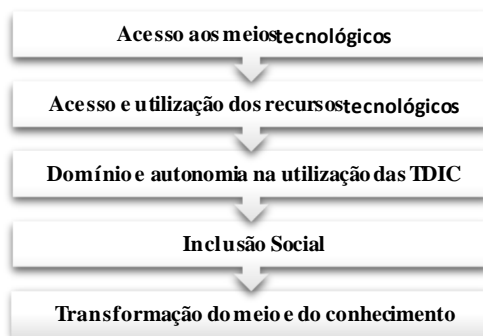 Acesso aos meios tecnológicos
Acesso e utilização dos recursos tecnológicos
Domínio e autonomia na utilização das TDIC
Inclusão Social
Transformação do meio e do conhecimento